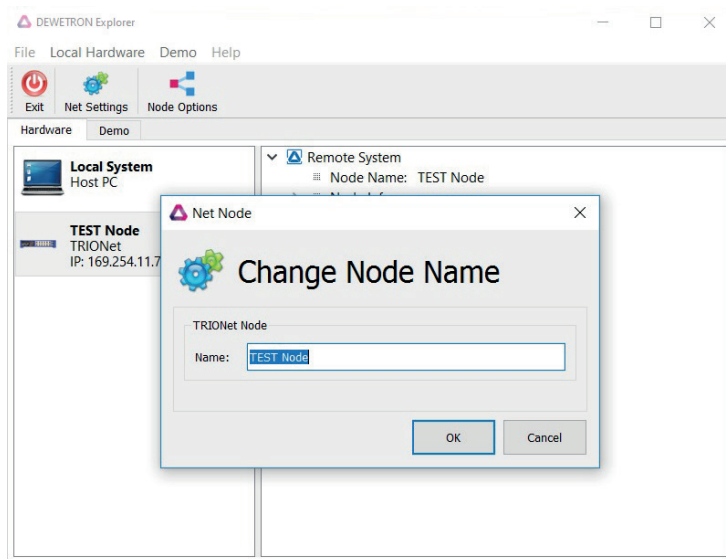 DEWETRON Explorer
File Local Hardware Demo Help
Exit Net Settings Node Options
Hardware Demo
Local System
Host PC
TEST Node
TRIONet
IP: 169.254.11.7
Remote System
Node Name: TEST Node
Net Node
Change Node Name
TRIONet Node
Name: TEST Node
OK Cancel